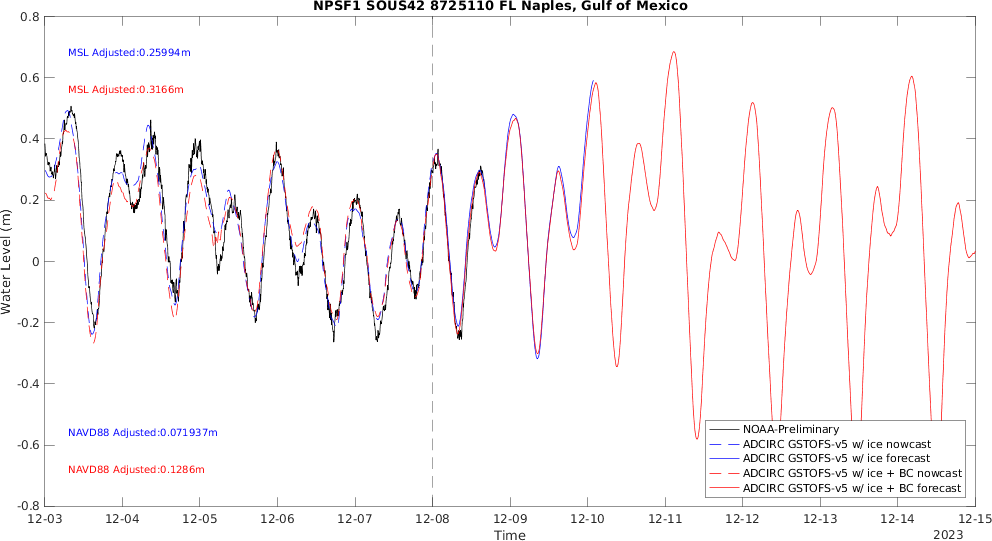 NPSF1 SOUS42 8725110 FL Naples, Gulf of Mexico
0.8
0.6
0.4
0.2
0
-0.2
-0.4
-0.6
-0.8
Water Level (m)
MSL Adjusted:0.25994m
MSL Adjusted:0.3166m
NAVD88 Adjusted:0.071937m
NAVD88 Adjusted:0.1286m
NOAA-Preliminary
ADCIRC GSTOFS-v5 w/ ice nowcast
ADCIRC GSTOFS-v5 w/ ice forecast
ADCIRC GSTOFS-v5 w/ ice + BC nowcast
ADCIRC GSTOFS-v5 w/ ice + BC forecast
12-03 12-04 12-05 12-06 12-07 12-08 12-09 12-10 12-11 12-12 12-13 12-14 12-15
Time
2023